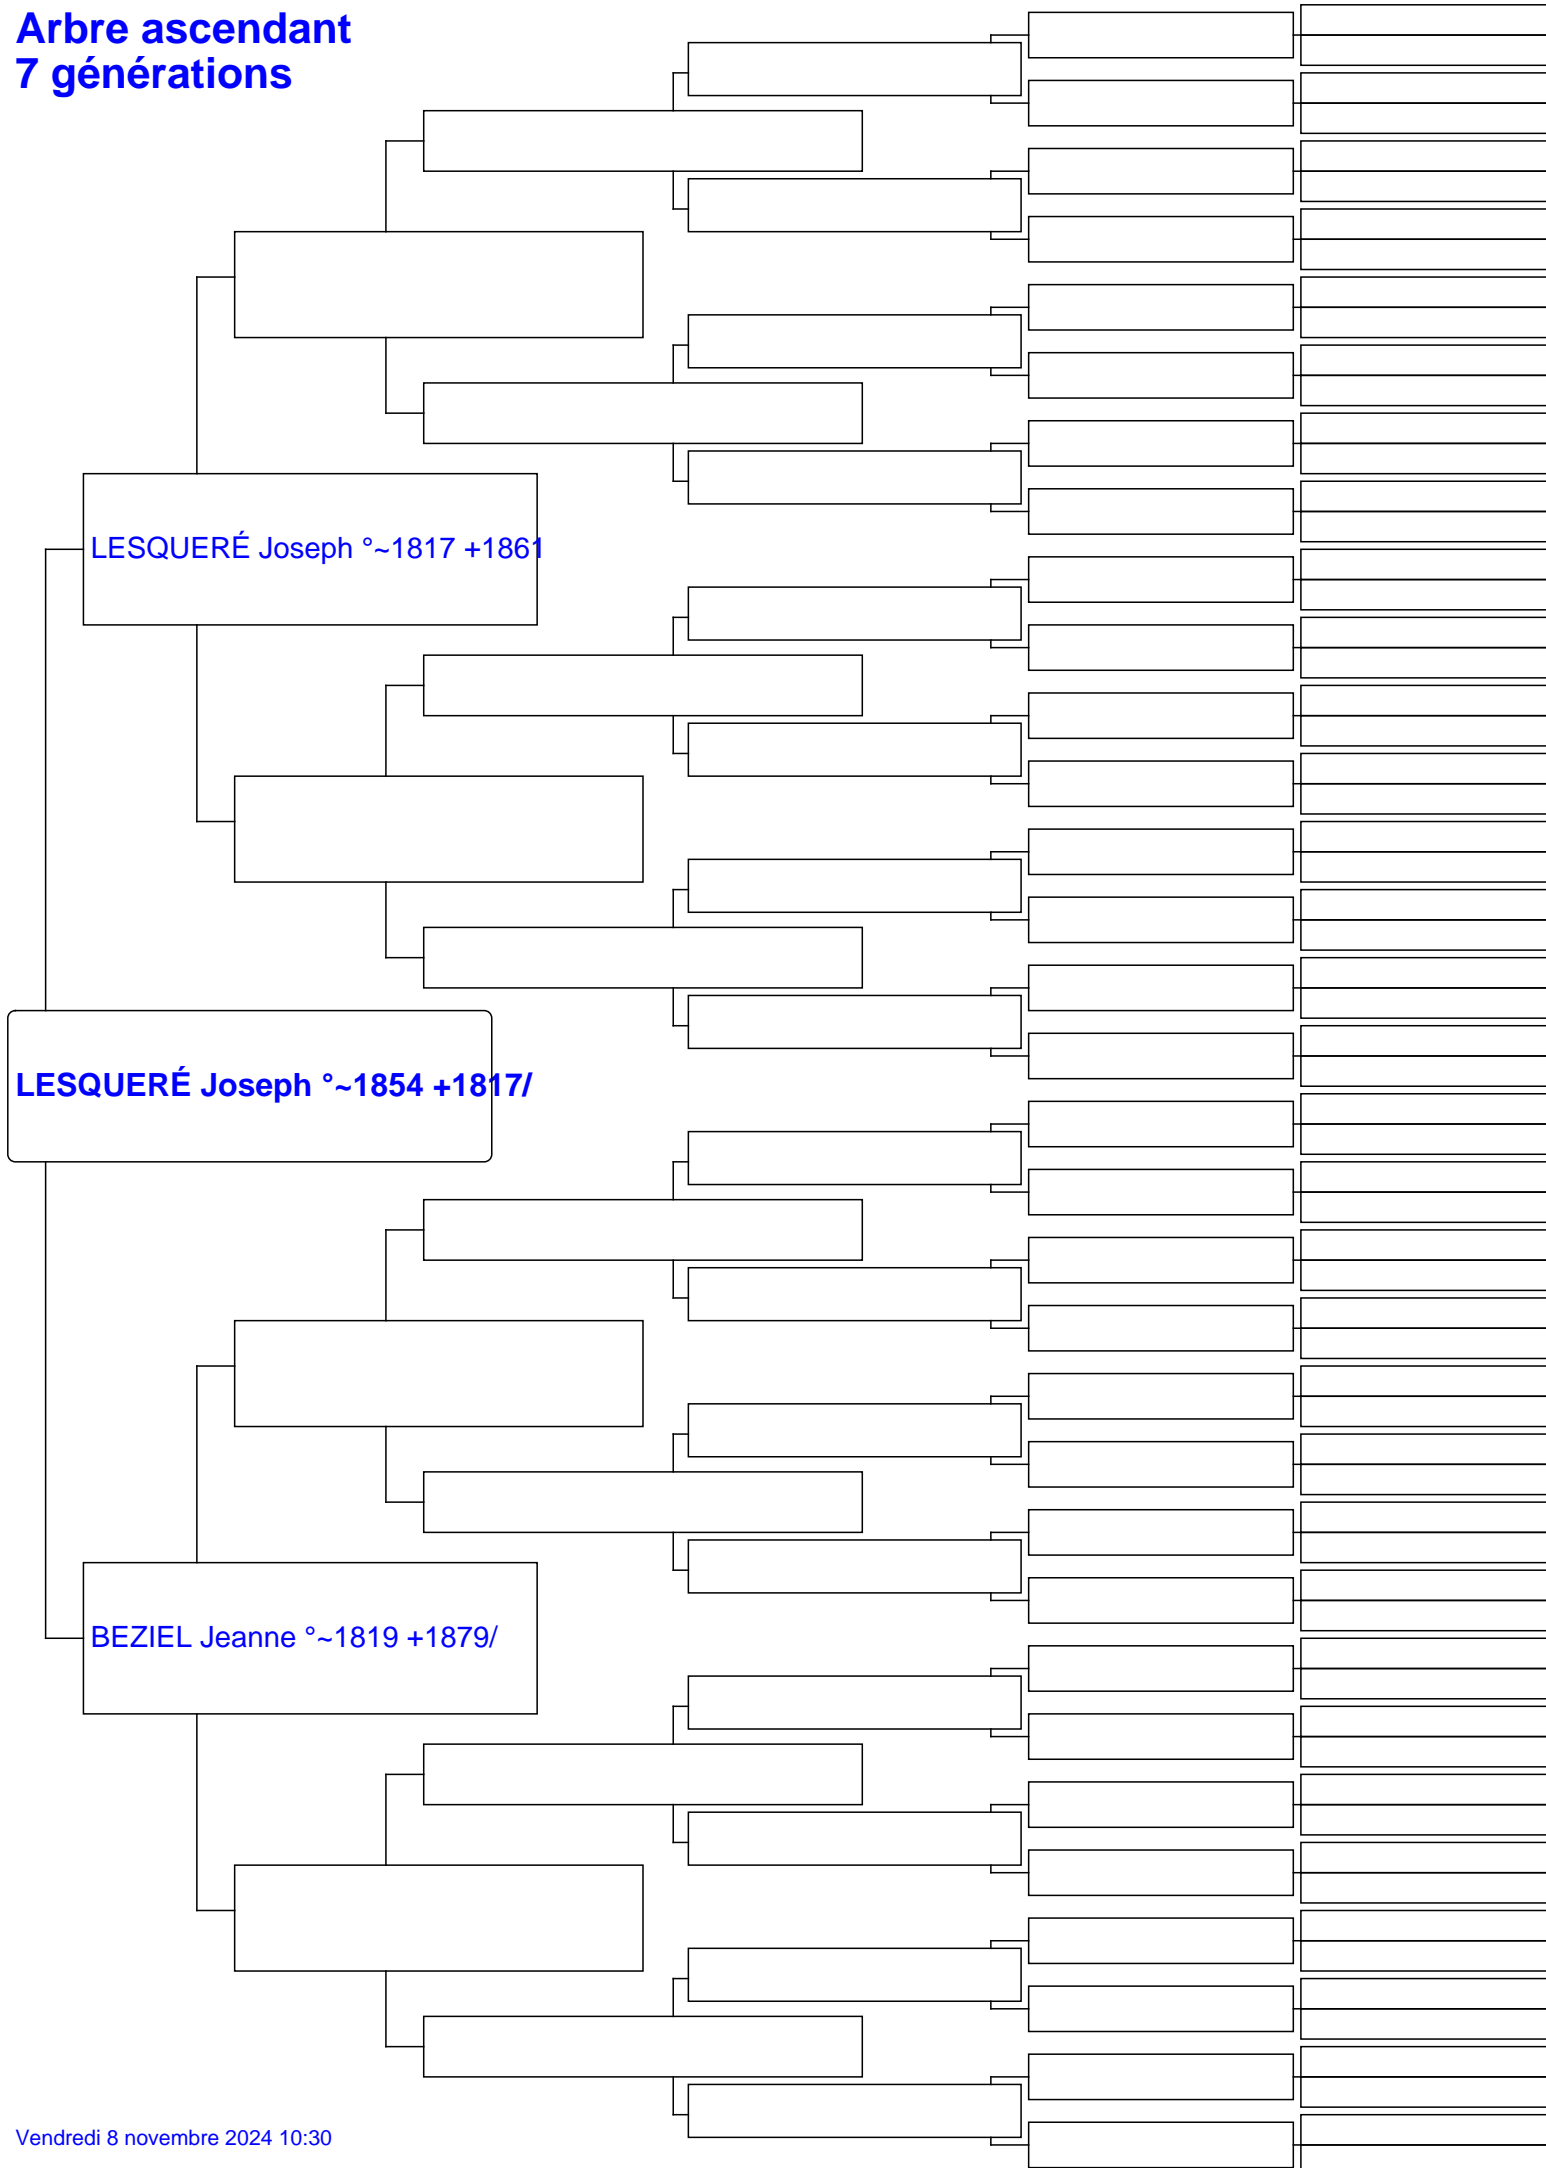 Arbre ascendant
7 générations
LESQUERÉ Joseph °~1817 +1861
LESQUERÉ Joseph °~1854 +1817/
BEZIEL Jeanne °~1819 +1879/
Vendredi 8 novembre 2024 10:30